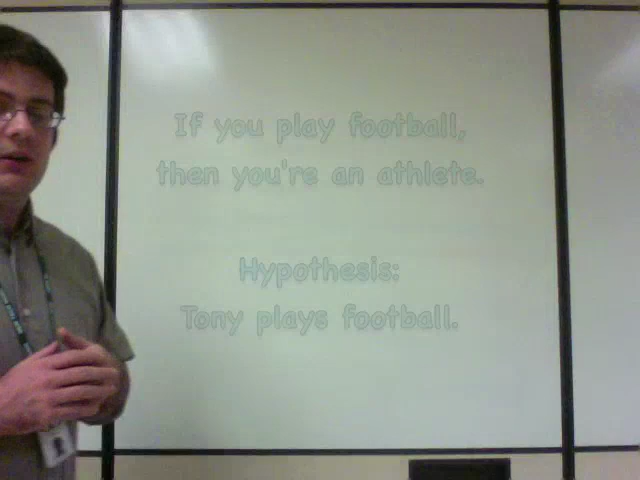 If you play football,
then you're an athlete.
Hypothesis:
Tony plays football.